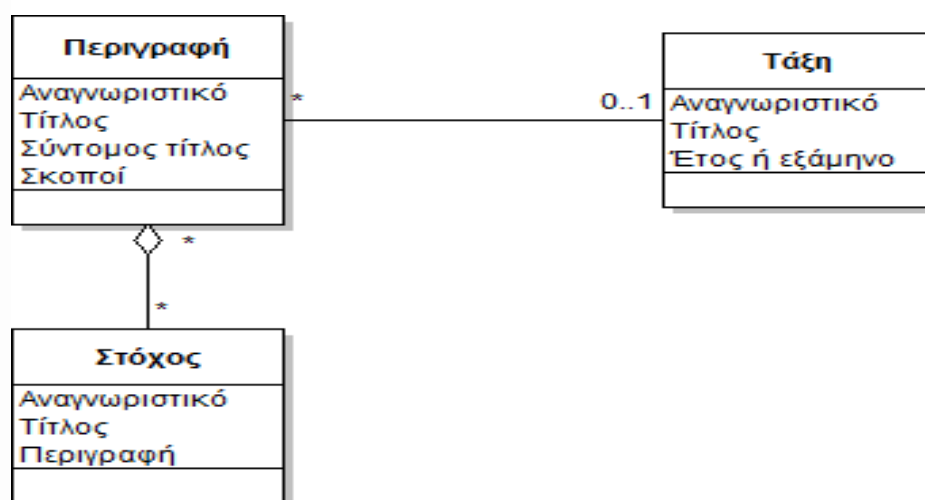 Περιγραφή
Αναγνωριστικό
Τίτλος
Σύντομος τίτλος
Σκοποί
*
0..1
Τάξη
Αναγνωριστικό
Τίτλος
Έτος ή εξάμηνο
*
*
Στόχος
Αναγνωριστικό
Τίτλος
Περιγραφή